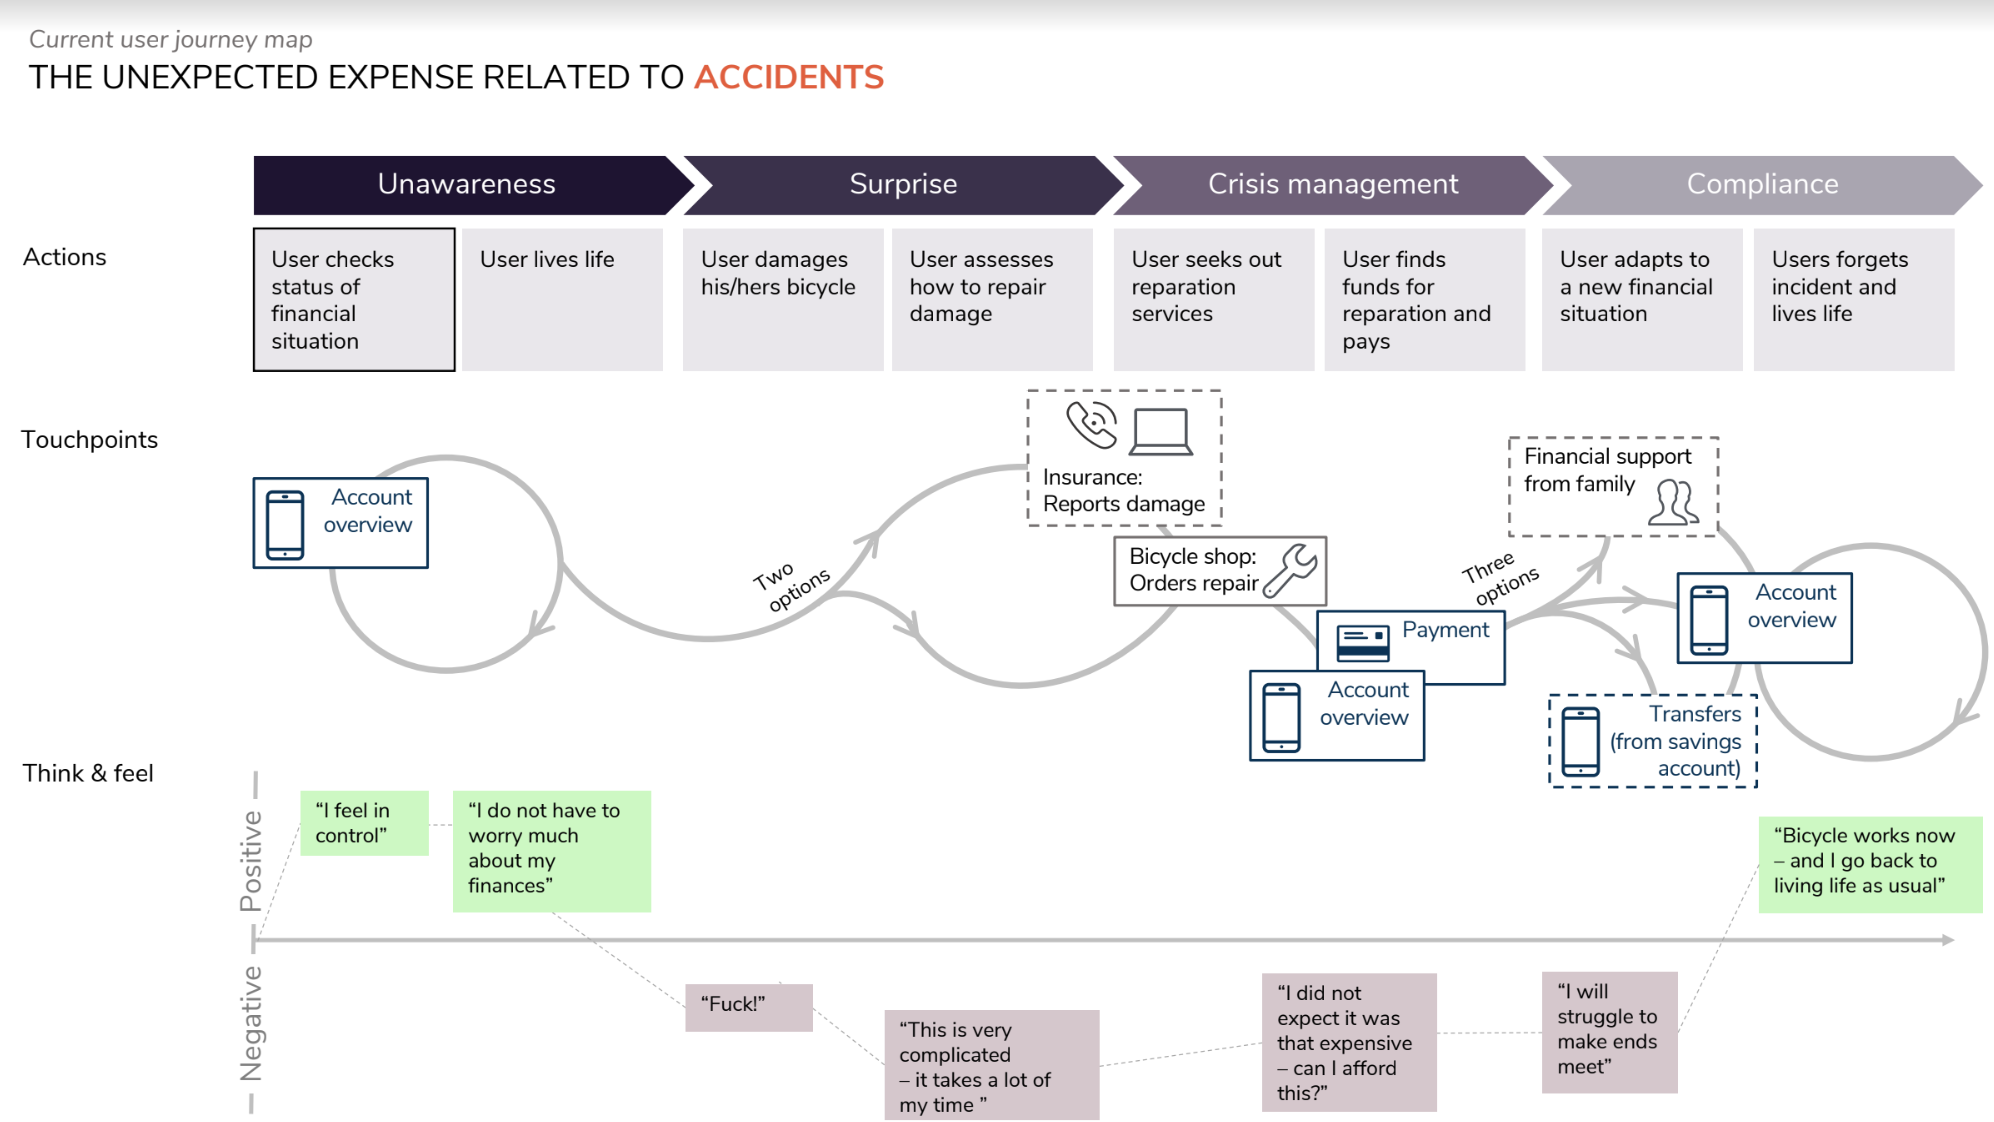 Current user journey map
THE UNEXPECTED EXPENSE RELATED TO ACCIDENTS
Unawareness
Surprise
Crisis management
Compliance
Actions
User checks
status of
financial
situation
User lives life
User damages
his/hers bicycle
User assesses
how to repair
damage
User seeks out
reparation
services
User finds
funds for
reparation and
pays
User adapts to
a new financial
situation
Users forgets
incident and
lives life
Touchpoints
Account
overview
Two
options
Insurance:
Reports damage
Bicycle shop:
Orders repair
Payment
Account
overview
Three
options
Financial support
from family
Account
overview
Transfers
(from savings
account)
Think & feel
Positive
Negative
“I feel in
control”
“I do not have to
worry much
about my
finances”
“Fuck!”
“This is very
complicated
– it takes a lot of
my time ”
“I did not
expect it was
that expensive
– can I afford
this?”
“I will
struggle to
make ends
meet”
“Bicycle works now
– and I go back to
living life as usual”